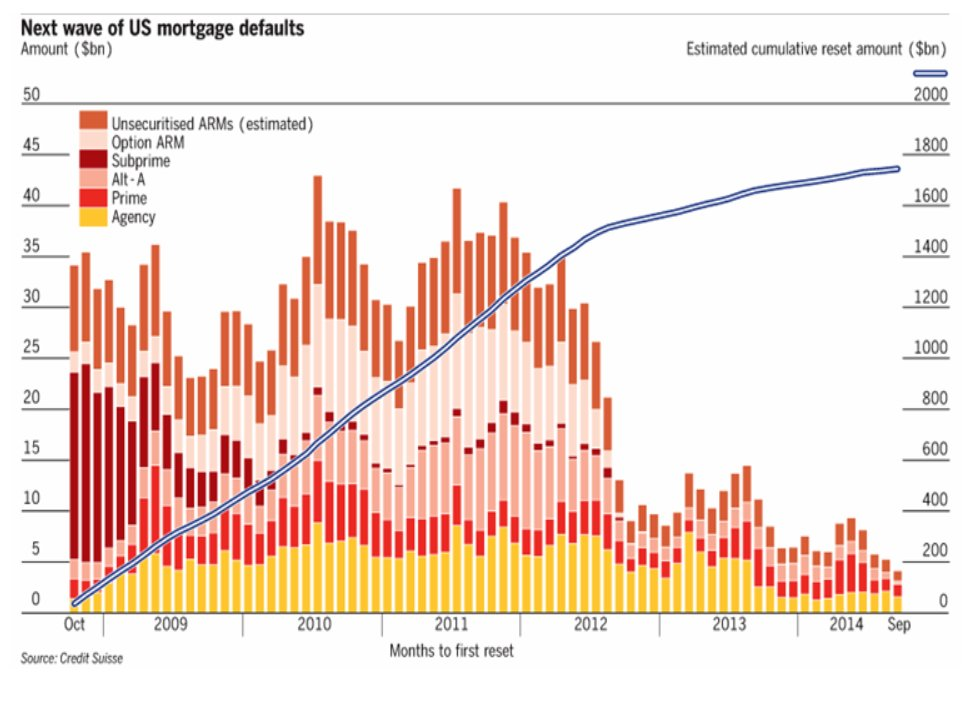 Next wave of US mortgage defaults
Amount ($bn)
Estimated cumulative reset amount ($bn)
50
2000
Unsecuritised ARMs (estimated)
Option ARM
45
1800
Subprime
Alt-A
40
1600
Prime
Agency
35
1400
30
1200
25
1000
20
800
15
600
10
400
5
200
0
0
Oct 2009 2010 2011 2012 2013 2014 Sep
Months to first reset
Source: Credit Suisse